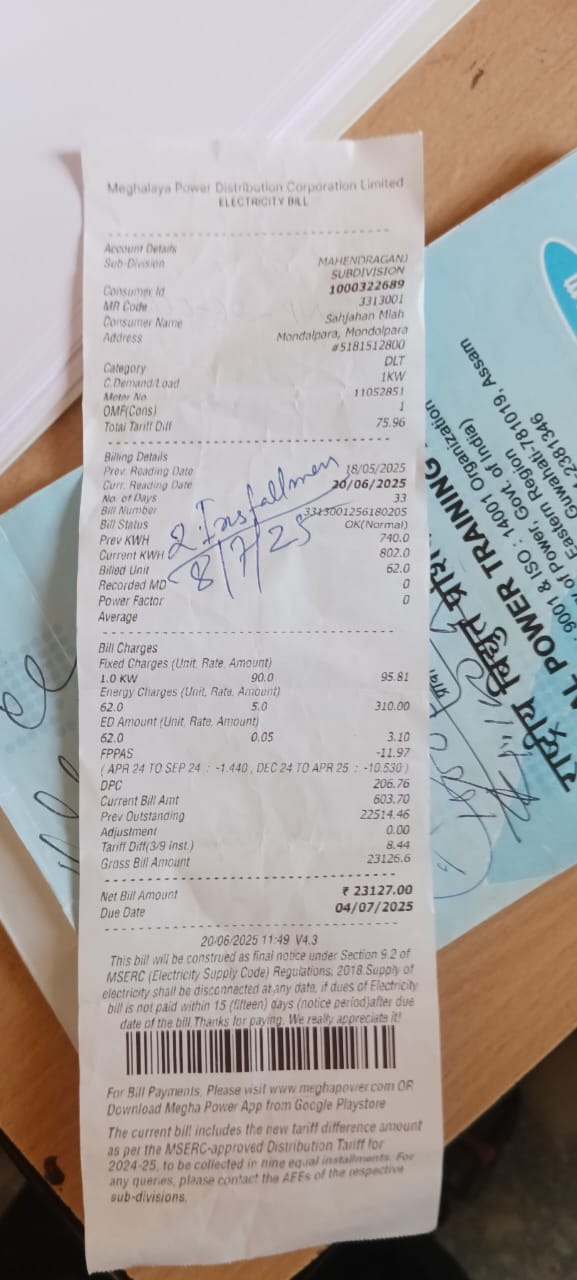 Meghalaya Power Distribution Corporation Limited
ELECTRICITY BILL
Account Details
Sub-Division MAHENDRAGANJ SUBDIVISION
Consumer Id 1000322689
MR Code 3313001
Consumer Name Sahjahan Miah
Address Mondalpara, Mondolpara
#5181512800
Category DLT
C.Demand/Load 1KW
Meter No 11052851
OMF(Cons) 1
Total Tariff Diff 75.96
Billing Details
Prev. Reading Date 18/05/2025
Curr. Reading Date 20/06/2025
No. of Days 33
Bill Number 3313001256180205
Bill Status OK(Normal)
Prev KWH 740.0
Current KWH 802.0
Billed Unit 62.0
Recorded MD 0
Power Factor 0
Average
2 Installmen
8/7/25
Bill Charges
Fixed Charges (Unit, Rate, Amount)
1.0 KW 90.0 95.81
Energy Charges (Unit, Rate, Amount)
62.0 5.0 310.00
ED Amount (Unit, Rate, Amount)
62.0 0.05 3.10
FPPAS -11.97
( APR 24 TO SEP 24 : -1.440 , DEC 24 TO APR 25 : -10.530 )
DPC 206.76
Current Bill Amt 603.70
Prev Outstanding 22514.46
Adjustment 0.00
Tariff Diff(3/9 Inst.) 8.44
Gross Bill Amount 23126.6
Net Bill Amount ₹ 23127.00
Due Date 04/07/2025
20/06/2025 11:49 V4.3
This bill will be construed as final notice under Section 9.2 of
MSERC (Electricity Supply Code) Regulations, 2018.Supply of
electricity shall be disconnected at any date, if dues of Electricity
bill is not paid within 15 (fifteen) days (notice period)after due
date of the bill.Thanks for paying. We really appreciate it!
For Bill Payments, Please visit www.meghapower.com OR
Download Megha Power App from Google Playstore
The current bill includes the new tariff difference amount
as per the MSERC-approved Distribution Tariff for
2024-25, to be collected in nine equal installments. For
any queries, please contact the AEEs of the respective
sub-divisions.
राष्ट्रीय विद्युत
AL POWER TRAINING
9001 & ISO : 14001 Organization
of Power, Govt. of India)
Eastern Region
Guwahati-781019, Assam
2381346